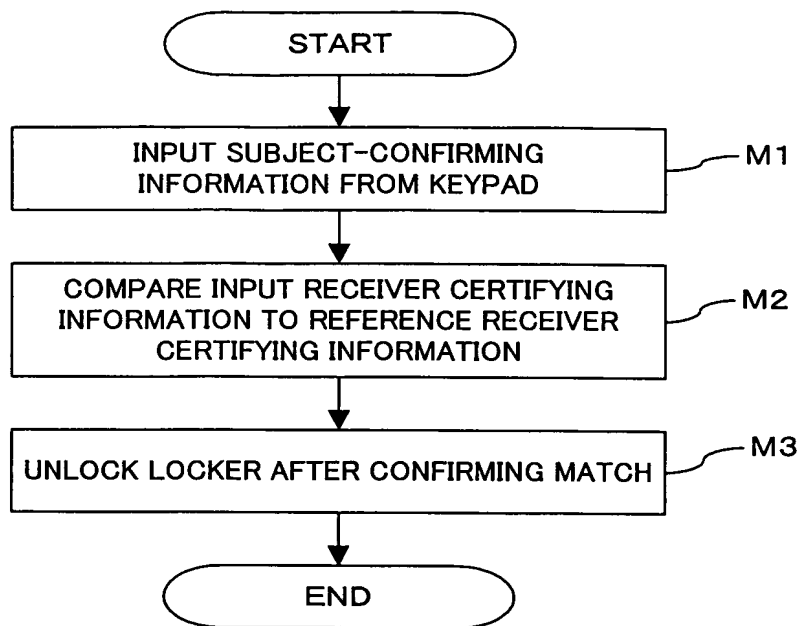 START
INPUT SUBJECT-CONFIRMING
INFORMATION FROM KEYPAD
M1
COMPARE INPUT RECEIVER CERTIFYING
INFORMATION TO REFERENCE RECEIVER
CERTIFYING INFORMATION
M2
UNLOCK LOCKER AFTER CONFIRMING MATCH
M3
END